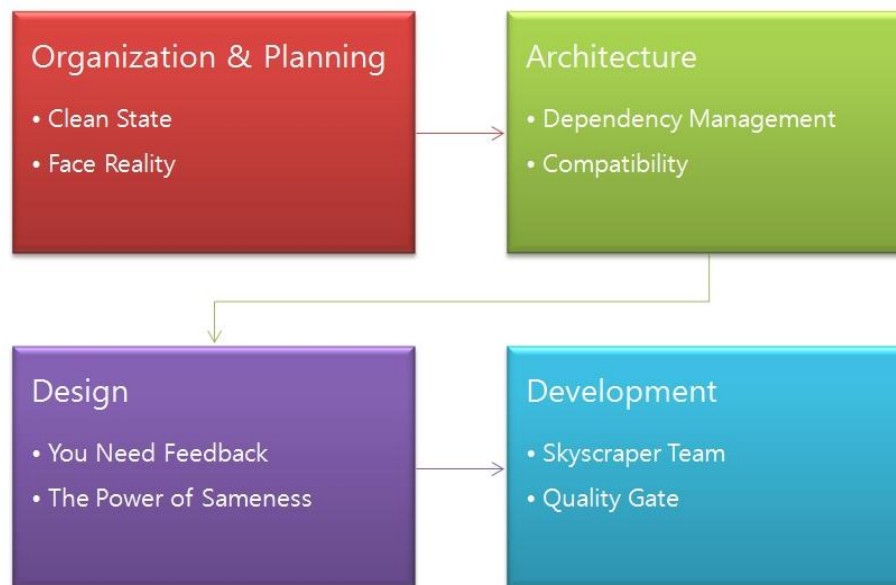 Organization & Planning
• Clean State
• Face Reality
Architecture
• Dependency Management
• Compatibility
Design
• You Need Feedback
• The Power of Sameness
Development
• Skyscraper Team
• Quality Gate